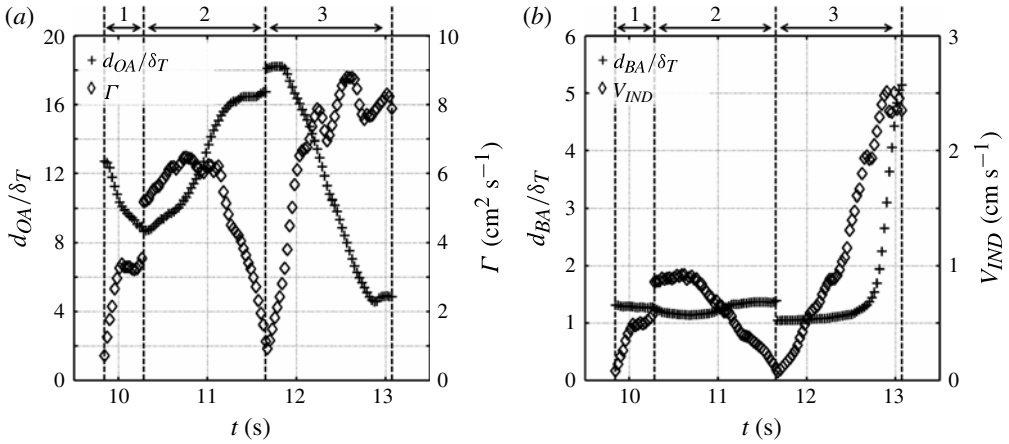 (a)
1 2 3
20
16
12
8
4
0
d_OA/δ_T
+ d_OA/δ_T
◊ Γ
10
8
6
4
2
0
Γ (cm² s⁻¹)
10 11 12 13
t (s)
(b)
1 2 3
6
5
4
3
2
1
0
d_BA/δ_T
+ d_BA/δ_T
◊ V_IND
3
2
1
0
V_IND (cm s⁻¹)
10 11 12 13
t (s)